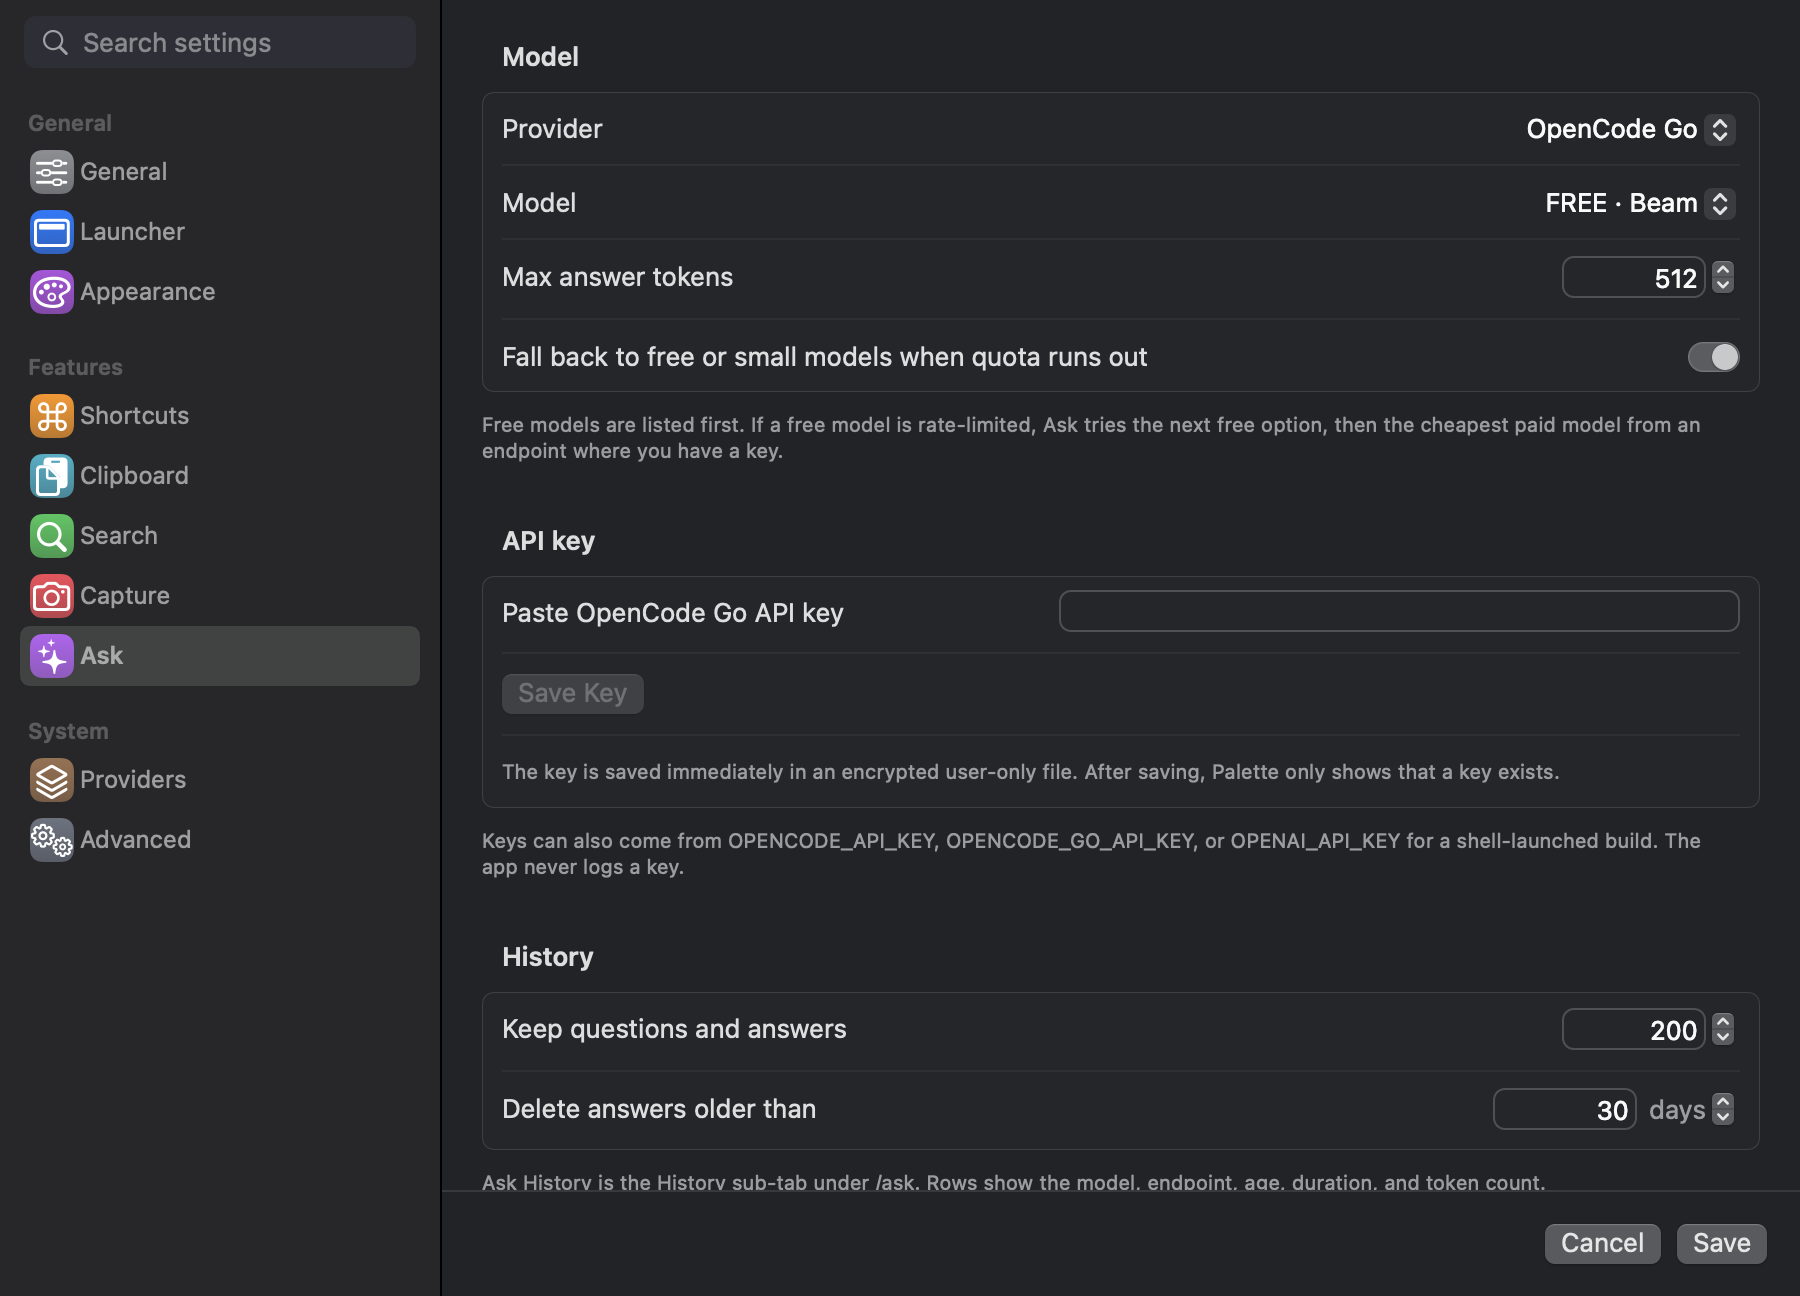 Search settings
General
General
Launcher
Appearance
Features
Shortcuts
Clipboard
Search
Capture
Ask
System
Providers
Advanced
Model
Provider
OpenCode Go
Model
FREE · Beam
Max answer tokens
512
Fall back to free or small models when quota runs out
Free models are listed first. If a free model is rate-limited, Ask tries the next free option, then the cheapest paid model from an
endpoint where you have a key.
API key
Paste OpenCode Go API key
Save Key
The key is saved immediately in an encrypted user-only file. After saving, Palette only shows that a key exists.
Keys can also come from OPENCODE_API_KEY, OPENCODE_GO_API_KEY, or OPENAI_API_KEY for a shell-launched build. The
app never logs a key.
History
Keep questions and answers
200
Delete answers older than
30 days
Ask History is the History sub-tab under /ask. Rows show the model, endpoint, age, duration, and token count.
Cancel
Save